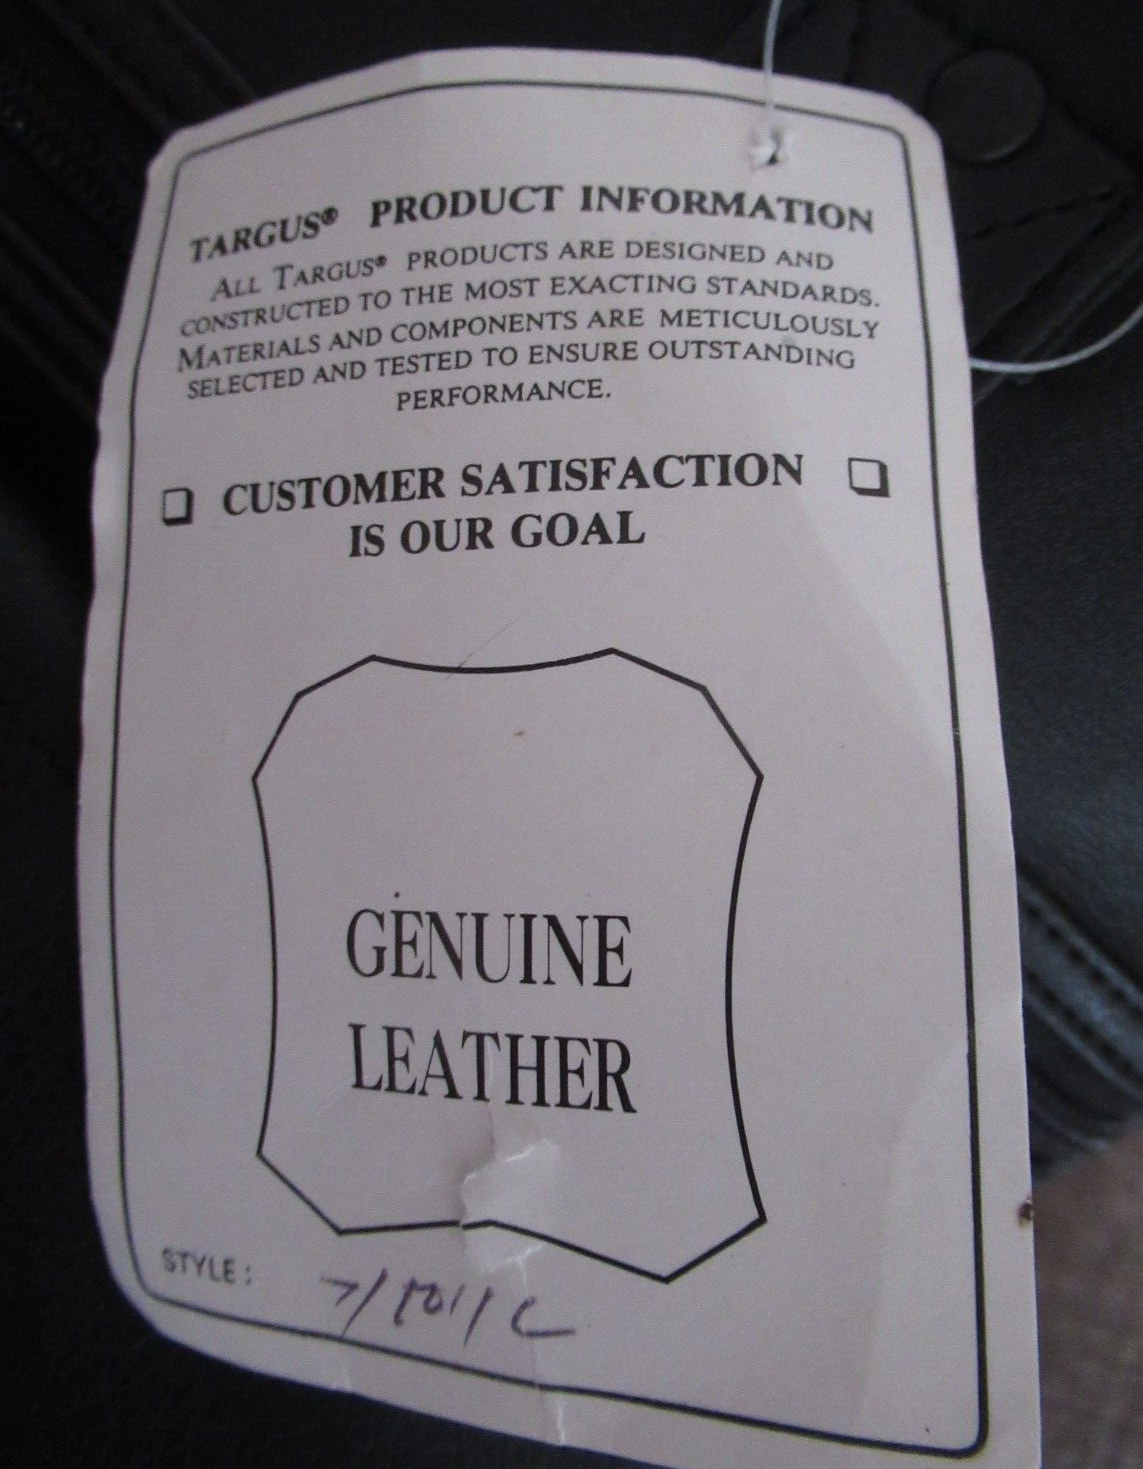 TARGUS® PRODUCT INFORMATION
ALL TARGUS® PRODUCTS ARE DESIGNED AND
CONSTRUCTED TO THE MOST EXACTING STANDARDS.
MATERIALS AND COMPONENTS ARE METICULOUSLY
SELECTED AND TESTED TO ENSURE OUTSTANDING
PERFORMANCE.
CUSTOMER SATISFACTION
IS OUR GOAL
GENUINE
LEATHER
STYLE: